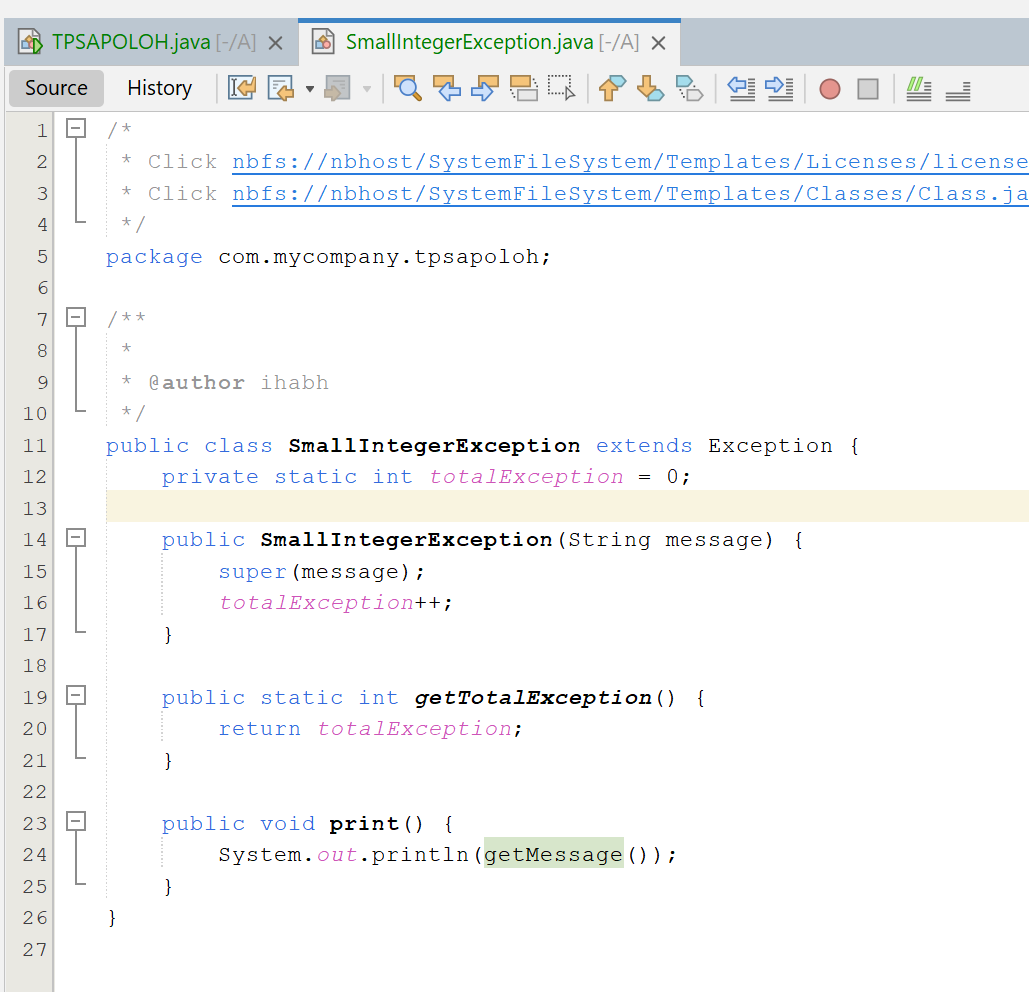 TPSAPOLOH.java [-/A] SmallIntegerException.java [-/A]
Source History
1 /*
2 * Click nbfs://nbhost/SystemFileSystem/Templates/Licenses/license
3 * Click nbfs://nbhost/SystemFileSystem/Templates/Classes/Class.ja
4 */
5 package com.mycompany.tpsapoloh;
6
7 /**
8 *
9 * @author ihabh
10 */
11 public class SmallIntegerException extends Exception {
12 private static int totalException = 0;
13
14 public SmallIntegerException(String message) {
15 super(message);
16 totalException++;
17 }
18
19 public static int getTotalException() {
20 return totalException;
21 }
22
23 public void print() {
24 System.out.println(getMessage());
25 }
26 }
27